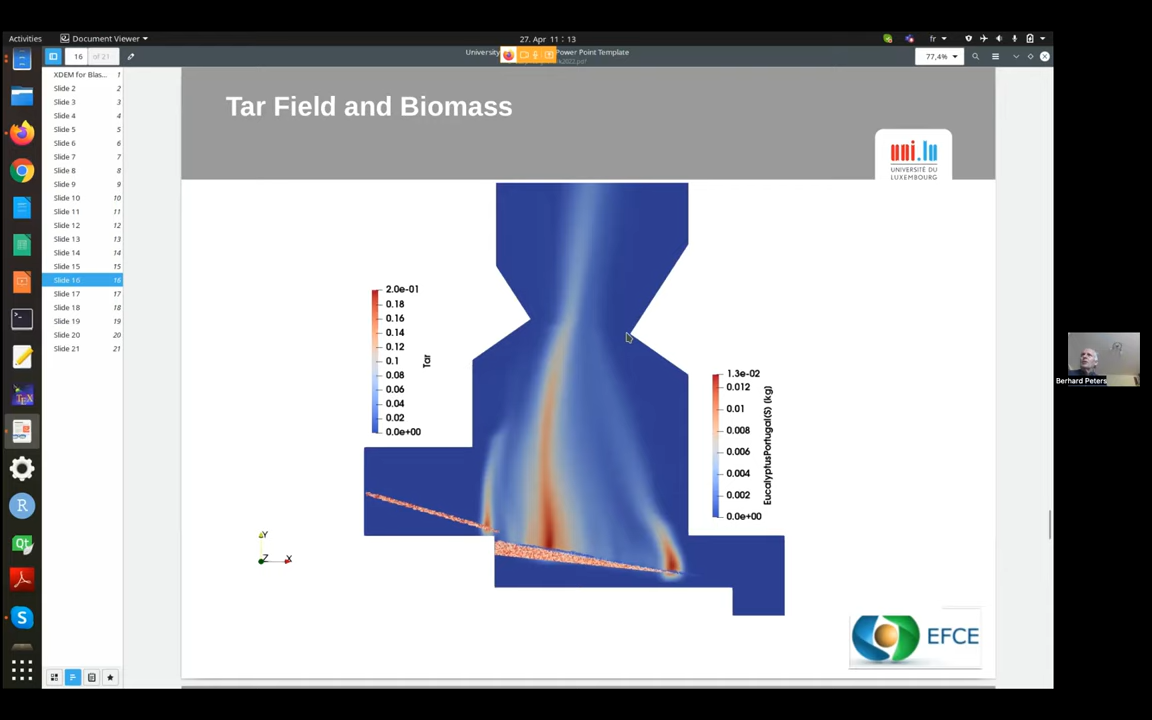 Activities
Document Viewer
27. Apr 11 : 13
fr
16
of 21
University
Power Point Template
77,4%
XDEM for Blas... 1
Slide 2 2
Slide 3 3
Slide 4 4
Slide 5 5
Slide 6 6
Slide 7 7
Slide 8 8
Slide 9 9
Slide 10 10
Slide 11 11
Slide 12 12
Slide 13 13
Slide 14 14
Slide 15 15
Slide 16 16
Slide 17 17
Slide 18 18
Slide 19 19
Slide 20 20
Slide 21 21
Tar Field and Biomass
uni.lu
UNIVERSITÉ DU
LUXEMBOURG
2.0e-01
0.18
0.16
0.14
0.12
0.1
0.08
0.06
0.04
0.02
0.0e+00
Tar
1.3e-02
0.012
0.01
0.008
0.006
0.004
0.002
0.0e+00
EucalyptusPortugal(S) (kg)
Y
Z
X
EFCE
Berhard Peters